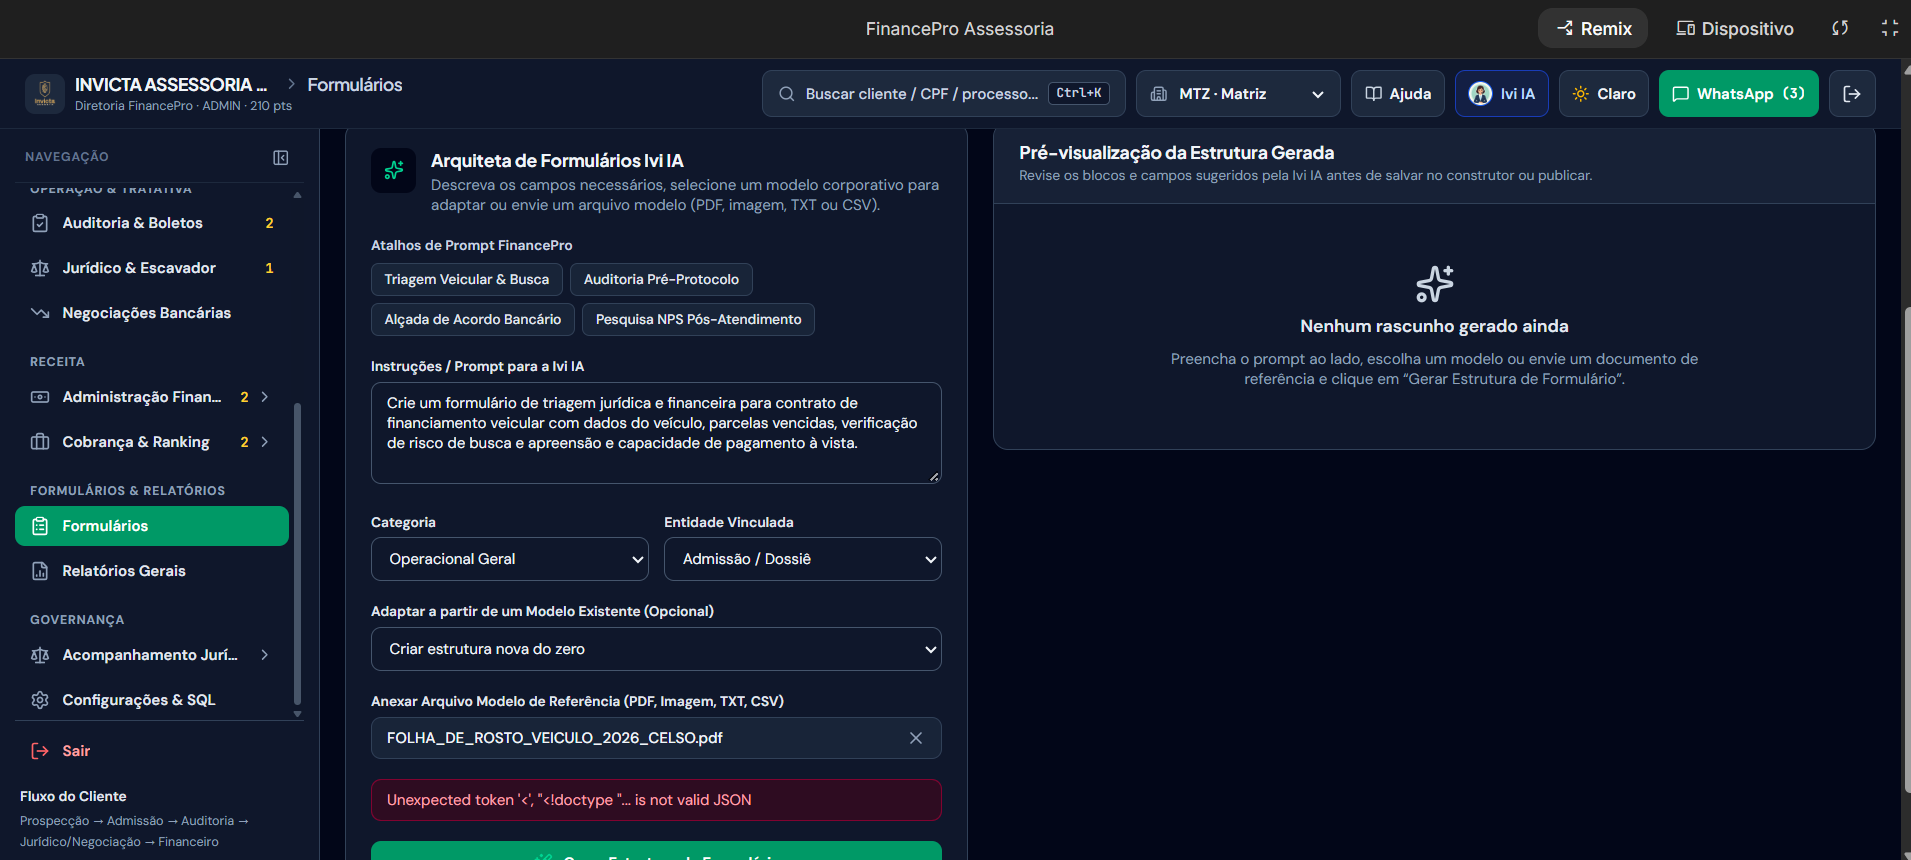 FinancePro Assessoria
Remix
Dispositivo
Invicta
INVICTA ASSESSORIA ...
Diretoria FinancePro · ADMIN · 210 pts
Formulários
Buscar cliente / CPF / processo...
Ctrl+K
MTZ · Matriz
Ajuda
Ivi IA
Claro
WhatsApp (3)
NAVEGAÇÃO
OPERAÇÃO & TRATATIVA
Auditoria & Boletos 2
Jurídico & Escavador 1
Negociações Bancárias
RECEITA
Administração Finan... 2
Cobrança & Ranking 2
FORMULÁRIOS & RELATÓRIOS
Formulários
Relatórios Gerais
GOVERNANÇA
Acompanhamento Jurí...
Configurações & SQL
Sair
Fluxo do Cliente
Prospecção → Admissão → Auditoria →
Jurídico/Negociação → Financeiro
Arquiteta de Formulários Ivi IA
Descreva os campos necessários, selecione um modelo corporativo para
adaptar ou envie um arquivo modelo (PDF, imagem, TXT ou CSV).
Atalhos de Prompt FinancePro
Triagem Veicular & Busca
Auditoria Pré-Protocolo
Alçada de Acordo Bancário
Pesquisa NPS Pós-Atendimento
Instruções / Prompt para a Ivi IA
Crie um formulário de triagem jurídica e financeira para contrato de
financiamento veicular com dados do veículo, parcelas vencidas, verificação
de risco de busca e apreensão e capacidade de pagamento à vista.
Categoria
Operacional Geral
Entidade Vinculada
Admissão / Dossiê
Adaptar a partir de um Modelo Existente (Opcional)
Criar estrutura nova do zero
Anexar Arquivo Modelo de Referência (PDF, Imagem, TXT, CSV)
FOLHA_DE_ROSTO_VEICULO_2026_CELSO.pdf
Unexpected token '<', "<!doctype "... is not valid JSON
Gerar Estrutura de Formulário
Pré-visualização da Estrutura Gerada
Revise os blocos e campos sugeridos pela Ivi IA antes de salvar no construtor ou publicar.
Nenhum rascunho gerado ainda
Preencha o prompt ao lado, escolha um modelo ou envie um documento de
referência e clique em “Gerar Estrutura de Formulário”.